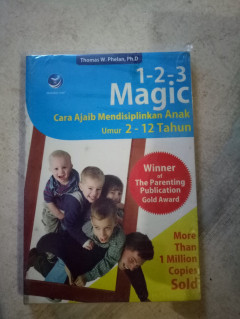 Thomas W. Phelan, Ph.D
1-2-3
Magic
Cara Ajaib Mendisiplinkan Anak
Umur 2 - 12 Tahun
Winner
of
The Parenting
Publication
Gold Award
More
Than
1 Million
Copies
Sold